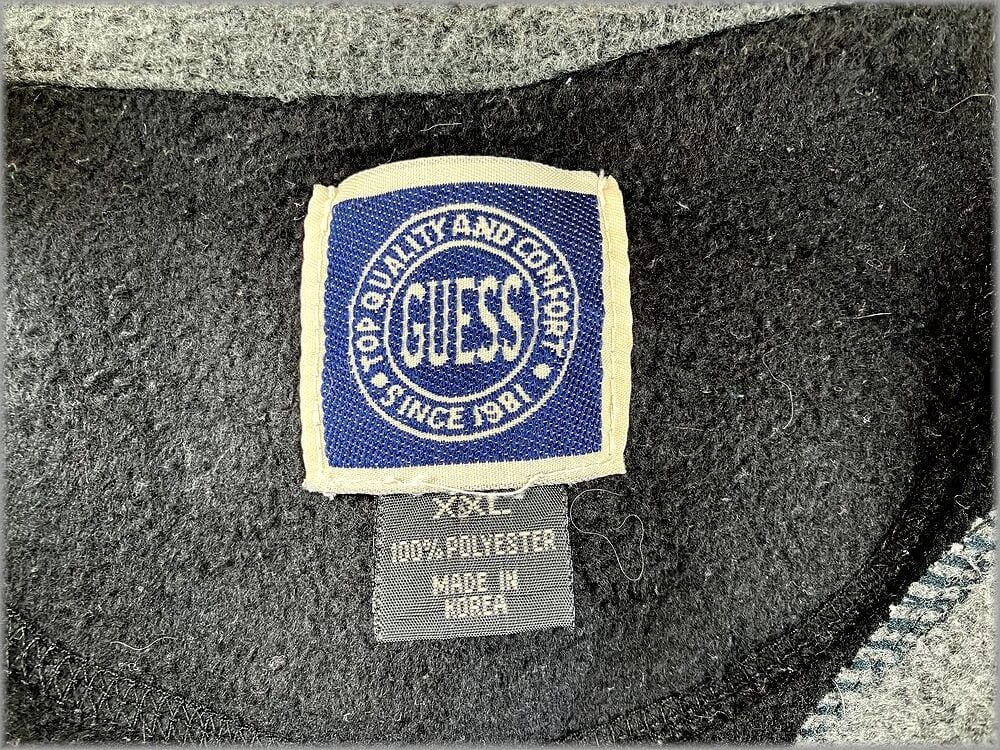 TOP QUALITY AND COMFORT
GUESS
SINCE 1981
XXL
100% POLYESTER
MADE IN
KOREA